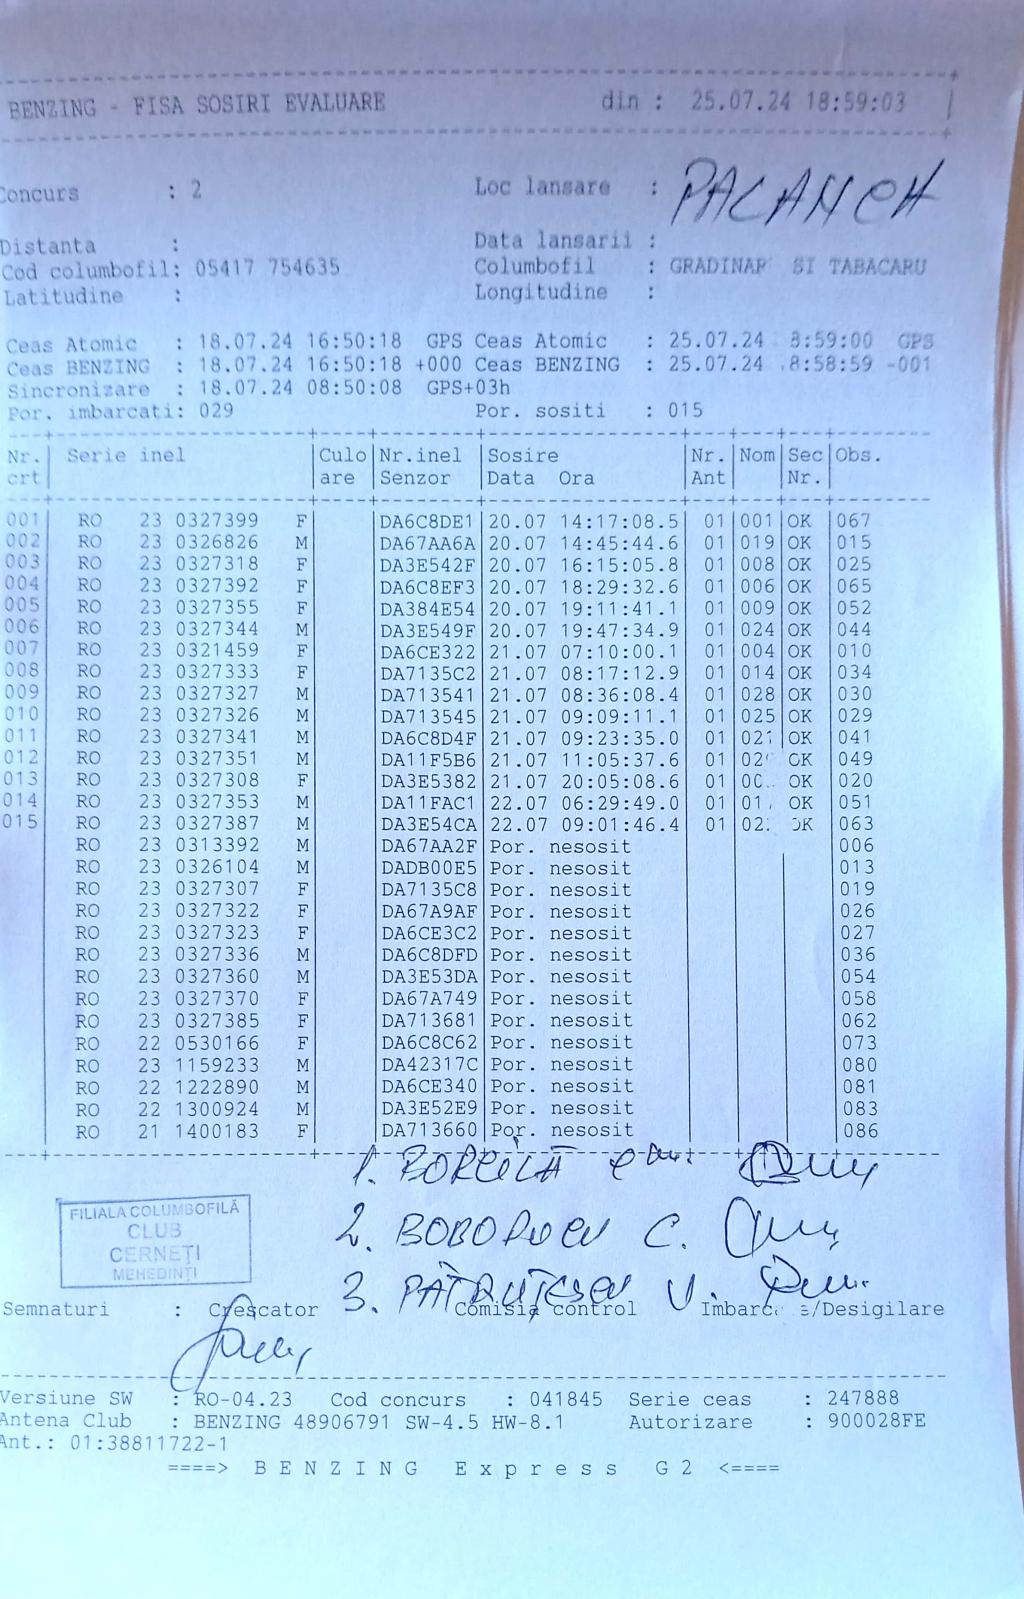 BENZING - FISA SOSIRI EVALUARE din : 25.07.24 18:59:03
Concurs : 2 Loc lansare : PALANCA
Distanta : Data lansarii :
Cod columbofil: 05417 754635 Columbofil : GRADINAR SI TABACARU
Latitudine : Longitudine :
Ceas Atomic : 18.07.24 16:50:18 GPS Ceas Atomic : 25.07.24 8:59:00 GPS
Ceas BENZING : 18.07.24 16:50:18 +000 Ceas BENZING : 25.07.24 8:58:59 -001
Sincronizare : 18.07.24 08:50:08 GPS+03h
Por. imbarcati: 029 Por. sositi : 015
Nr. Serie inel Culo Nr.inel Sosire Nr. Nom Sec Obs.
crt are Senzor Data Ora Ant Nr.
001 RO 23 0327399 F DA6C8DE1 20.07 14:17:08.5 01 001 OK 067
002 RO 23 0326826 M DA67AA6A 20.07 14:45:44.6 01 019 OK 015
003 RO 23 0327318 F DA3E542F 20.07 16:15:05.8 01 008 OK 025
004 RO 23 0327392 F DA6C8EF3 20.07 18:29:32.6 01 006 OK 065
005 RO 23 0327355 F DA384E54 20.07 19:11:41.1 01 009 OK 052
006 RO 23 0327344 M DA3E549F 20.07 19:47:34.9 01 024 OK 044
007 RO 23 0321459 F DA6CE322 21.07 07:10:00.1 01 004 OK 010
008 RO 23 0327333 F DA7135C2 21.07 08:17:12.9 01 014 OK 034
009 RO 23 0327327 M DA713541 21.07 08:36:08.4 01 028 OK 030
010 RO 23 0327326 M DA713545 21.07 09:09:11.1 01 025 OK 029
011 RO 23 0327341 M DA6C8D4F 21.07 09:23:35.0 01 OK 041
012 RO 23 0327351 M DA11F5B6 21.07 11:05:37.6 01 OK 049
013 RO 23 0327308 F DA3E5382 21.07 20:05:08.6 01 OK 020
014 RO 23 0327353 M DA11FAC1 22.07 06:29:49.0 01 OK 051
015 RO 23 0327387 M DA3E54CA 22.07 09:01:46.4 01 OK 063
RO 23 0313392 M DA67AA2F Por. nesosit 006
RO 23 0326104 M DADB00E5 Por. nesosit 013
RO 23 0327307 F DA7135C8 Por. nesosit 019
RO 23 0327322 F DA67A9AF Por. nesosit 026
RO 23 0327323 F DA6CE3C2 Por. nesosit 027
RO 23 0327336 M DA6C8DFD Por. nesosit 036
RO 23 0327360 M DA3E53DA Por. nesosit 054
RO 23 0327370 F DA67A749 Por. nesosit 058
RO 23 0327385 F DA713681 Por. nesosit 062
RO 22 0530166 F DA6C8C62 Por. nesosit 073
RO 23 1159233 M DA42317C Por. nesosit 080
RO 22 1222890 M DA6CE340 Por. nesosit 081
RO 22 1300924 M DA3E52E9 Por. nesosit 083
RO 21 1400183 F DA713660 Por. nesosit 086
1. BORCILĂ
FILIALA COLUMBOFILĂ
CLUB
CERNEŢI
MEHEDINŢI
2. C.
3. PĂTRUŢESCU V.
Semnaturi : Crescator Comisia control /Desigilare
Versiune SW : RO-04.23 Cod concurs : 041845 Serie ceas : 247888
Antena Club : BENZING 48906791 SW-4.5 HW-8.1 Autorizare : 900028FE
Ant.: 01:38811722-1
====> BENZING Express G2 <====